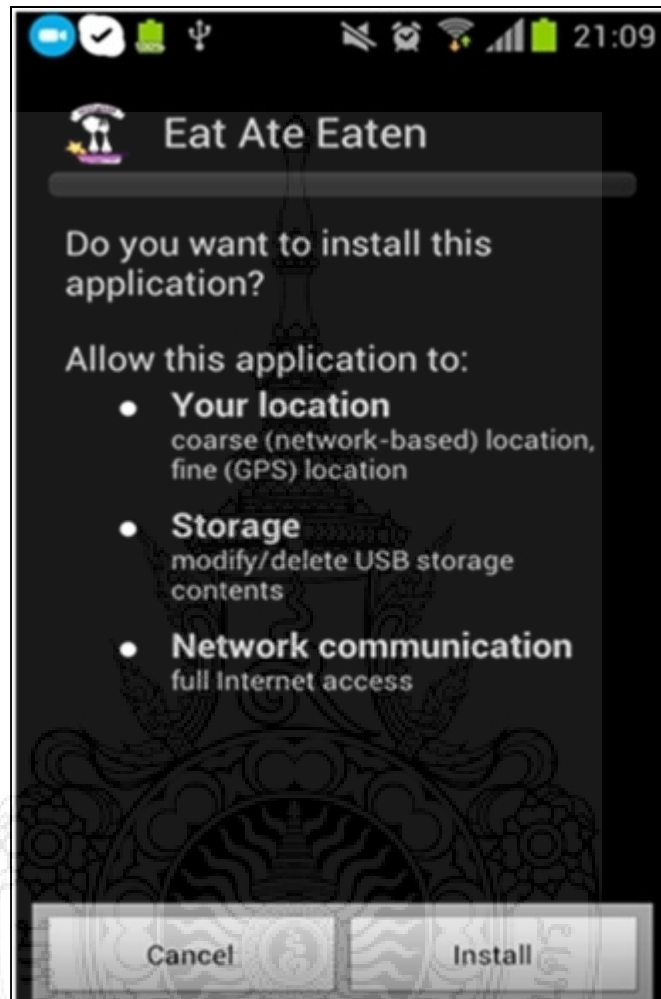 100%
21:09
Eat Ate Eaten
Do you want to install this
application?
Allow this application to:
● Your location
coarse (network-based) location,
fine (GPS) location
● Storage
modify/delete USB storage
contents
● Network communication
full Internet access
Cancel
Install